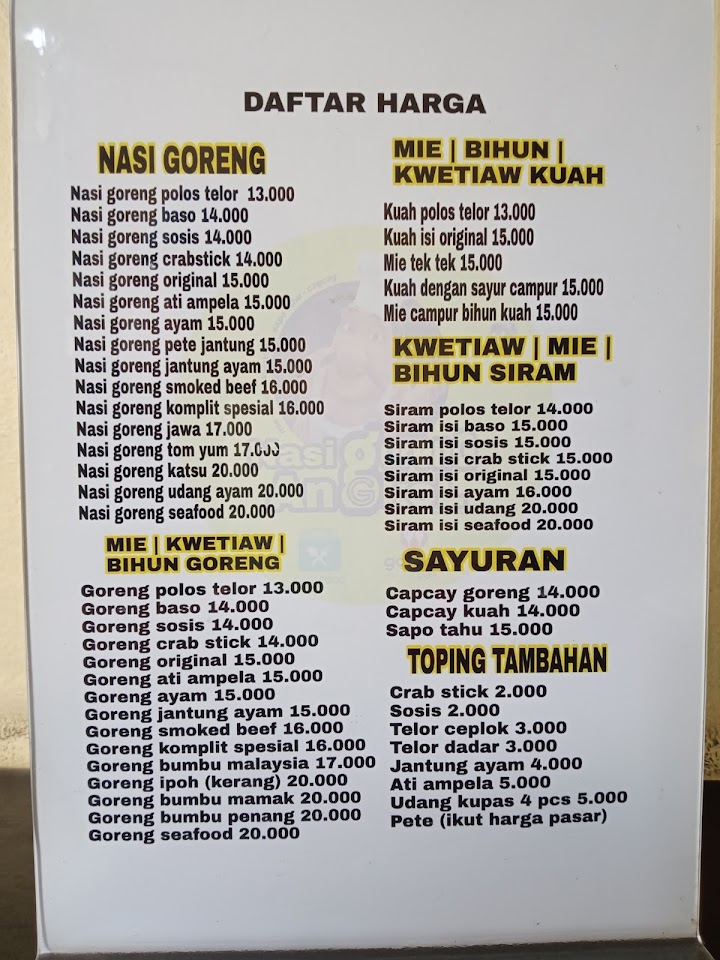 DAFTAR HARGA
NASI GORENG
Nasi goreng polos telor 13.000
Nasi goreng baso 14.000
Nasi goreng sosis 14.000
Nasi goreng crabstick 14.000
Nasi goreng original 15.000
Nasi goreng ati ampela 15.000
Nasi goreng ayam 15.000
Nasi goreng pete jantung 15.000
Nasi goreng jantung ayam 15.000
Nasi goreng smoked beef 16.000
Nasi goreng komplit spesial 16.000
Nasi goreng jawa 17.000
Nasi goreng tom yum 17.000
Nasi goreng katsu 20.000
Nasi goreng udang ayam 20.000
Nasi goreng seafood 20.000
MIE | KWETIAW |
BIHUN GORENG
Goreng polos telor 13.000
Goreng baso 14.000
Goreng sosis 14.000
Goreng crab stick 14.000
Goreng original 15.000
Goreng ati ampela 15.000
Goreng ayam 15.000
Goreng jantung ayam 15.000
Goreng smoked beef 16.000
Goreng komplit spesial 16.000
Goreng bumbu malaysia 17.000
Goreng ipoh (kerang) 20.000
Goreng bumbu mamak 20.000
Goreng bumbu penang 20.000
Goreng seafood 20.000
MIE | BIHUN |
KWETIAW KUAH
Kuah polos telor 13.000
Kuah isi original 15.000
Mie tek tek 15.000
Kuah dengan sayur campur 15.000
Mie campur bihun kuah 15.000
KWETIAW | MIE |
BIHUN SIRAM
Siram polos telor 14.000
Siram isi baso 15.000
Siram isi sosis 15.000
Siram isi crab stick 15.000
Siram isi original 15.000
Siram isi ayam 16.000
Siram isi udang 20.000
Siram isi seafood 20.000
SAYURAN
Capcay goreng 14.000
Capcay kuah 14.000
Sapo tahu 15.000
TOPING TAMBAHAN
Crab stick 2.000
Sosis 2.000
Telor ceplok 3.000
Telor dadar 3.000
Jantung ayam 4.000
Ati ampela 5.000
Udang kupas 4 pcs 5.000
Pete (ikut harga pasar)